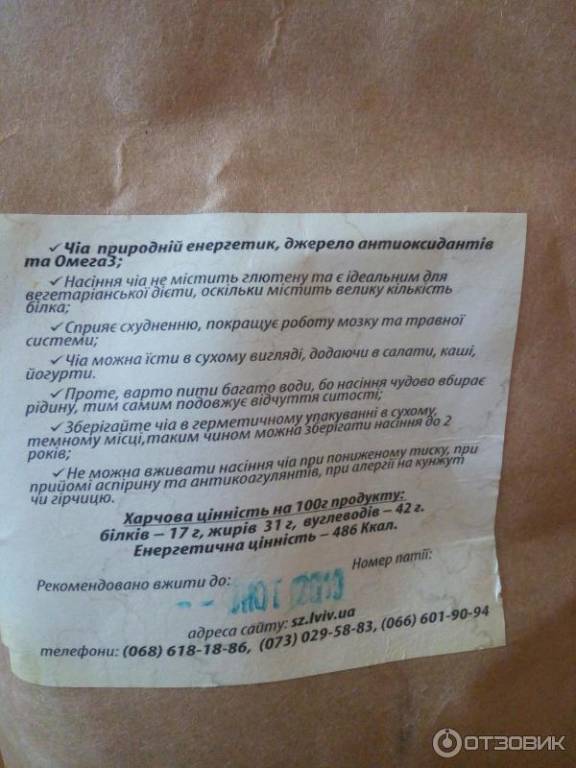 ✓ Чіа природній енергетик, джерело антиоксидантів
та Омега3;
✓ Насіння чіа не містить глютену та є ідеальним для
вегетаріанської дієти, оскільки містить велику кількість
білка;
✓ Сприяє схудненню, покращує роботу мозку та травної
системи;
✓ Чіа можна їсти в сухому вигляді, додаючи в салати, каші,
йогурти.
✓ Проте, варто пити багато води, бо насіння чудово вбирає
рідину, тим самим подовжує відчуття ситості;
✓ Зберігайте чіа в герметичному упакуванні в сухому,
темному місці,таким чином можна зберігати насіння до 2
років;
✓ Не можна вживати насіння чіа при пониженому тиску, при
прийомі аспірину та антикоагулянтів, при алергії на кунжут
чи гірчицю.
Харчова цінність на 100г продукту:
білків – 17 г, жирів 31 г, вуглеводів – 42 г.
Енергетична цінність – 486 Ккал.
Номер патії:
Рекомендовано вжити до:
адреса сайту: sz.lviv.ua
телефони: (068) 618-18-86, (073) 029-58-83, (066) 601-90-94
ОТЗОВИК